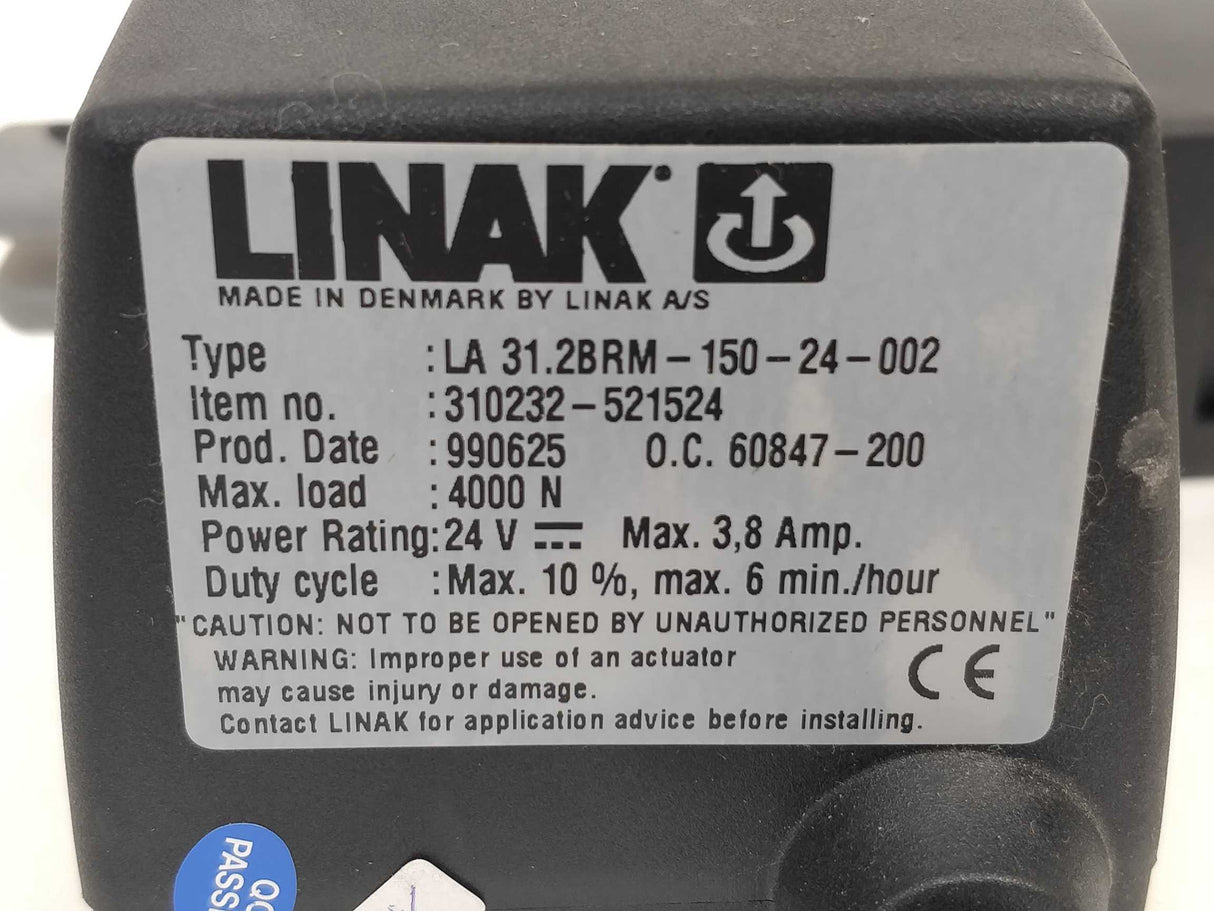 LINAK®
MADE IN DENMARK BY LINAK A/S
Type : LA 31.2BRM-150-24-002
Item no. : 310232-521524
Prod. Date : 990625 O.C. 60847-200
Max. load : 4000 N
Power Rating: 24 V ⎓ Max. 3,8 Amp.
Duty cycle : Max. 10 %, max. 6 min./hour
"CAUTION: NOT TO BE OPENED BY UNAUTHORIZED PERSONNEL"
WARNING: Improper use of an actuator
may cause injury or damage.
Contact LINAK for application advice before installing.
CE